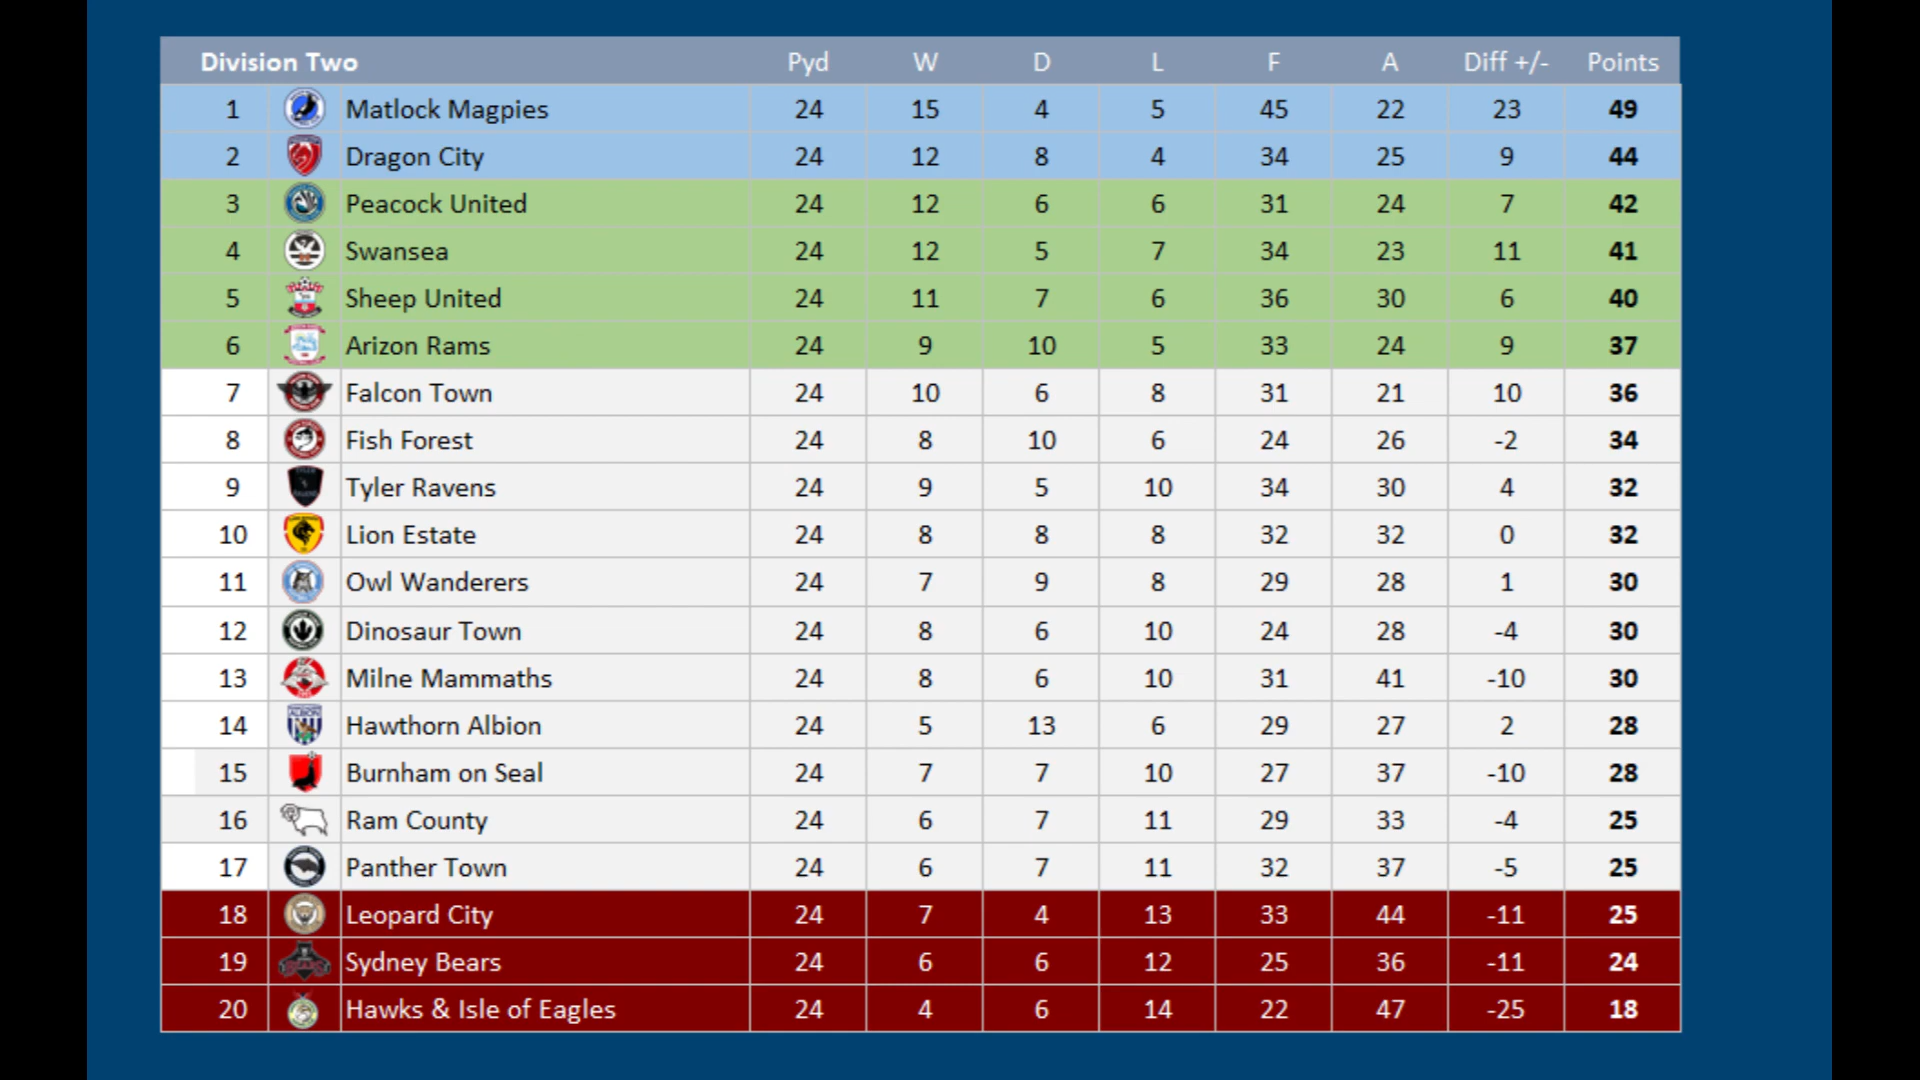 Division Two Pyd W D L F A Diff +/- Points
1 Matlock Magpies 24 15 4 5 45 22 23 49
2 Dragon City 24 12 8 4 34 25 9 44
3 Peacock United 24 12 6 6 31 24 7 42
4 Swansea 24 12 5 7 34 23 11 41
5 Sheep United 24 11 7 6 36 30 6 40
6 Arizon Rams 24 9 10 5 33 24 9 37
7 Falcon Town 24 10 6 8 31 21 10 36
8 Fish Forest 24 8 10 6 24 26 -2 34
9 Tyler Ravens 24 9 5 10 34 30 4 32
10 Lion Estate 24 8 8 8 32 32 0 32
11 Owl Wanderers 24 7 9 8 29 28 1 30
12 Dinosaur Town 24 8 6 10 24 28 -4 30
13 Milne Mammaths 24 8 6 10 31 41 -10 30
14 Hawthorn Albion 24 5 13 6 29 27 2 28
15 Burnham on Seal 24 7 7 10 27 37 -10 28
16 Ram County 24 6 7 11 29 33 -4 25
17 Panther Town 24 6 7 11 32 37 -5 25
18 Leopard City 24 7 4 13 33 44 -11 25
19 Sydney Bears 24 6 6 12 25 36 -11 24
20 Hawks & Isle of Eagles 24 4 6 14 22 47 -25 18